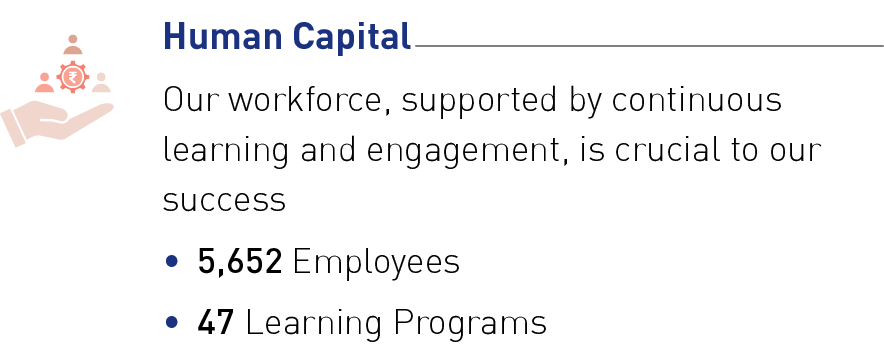 Human Capital
Our workforce, supported by continuous
learning and engagement, is crucial to our
success
• 5,652 Employees
• 47 Learning Programs